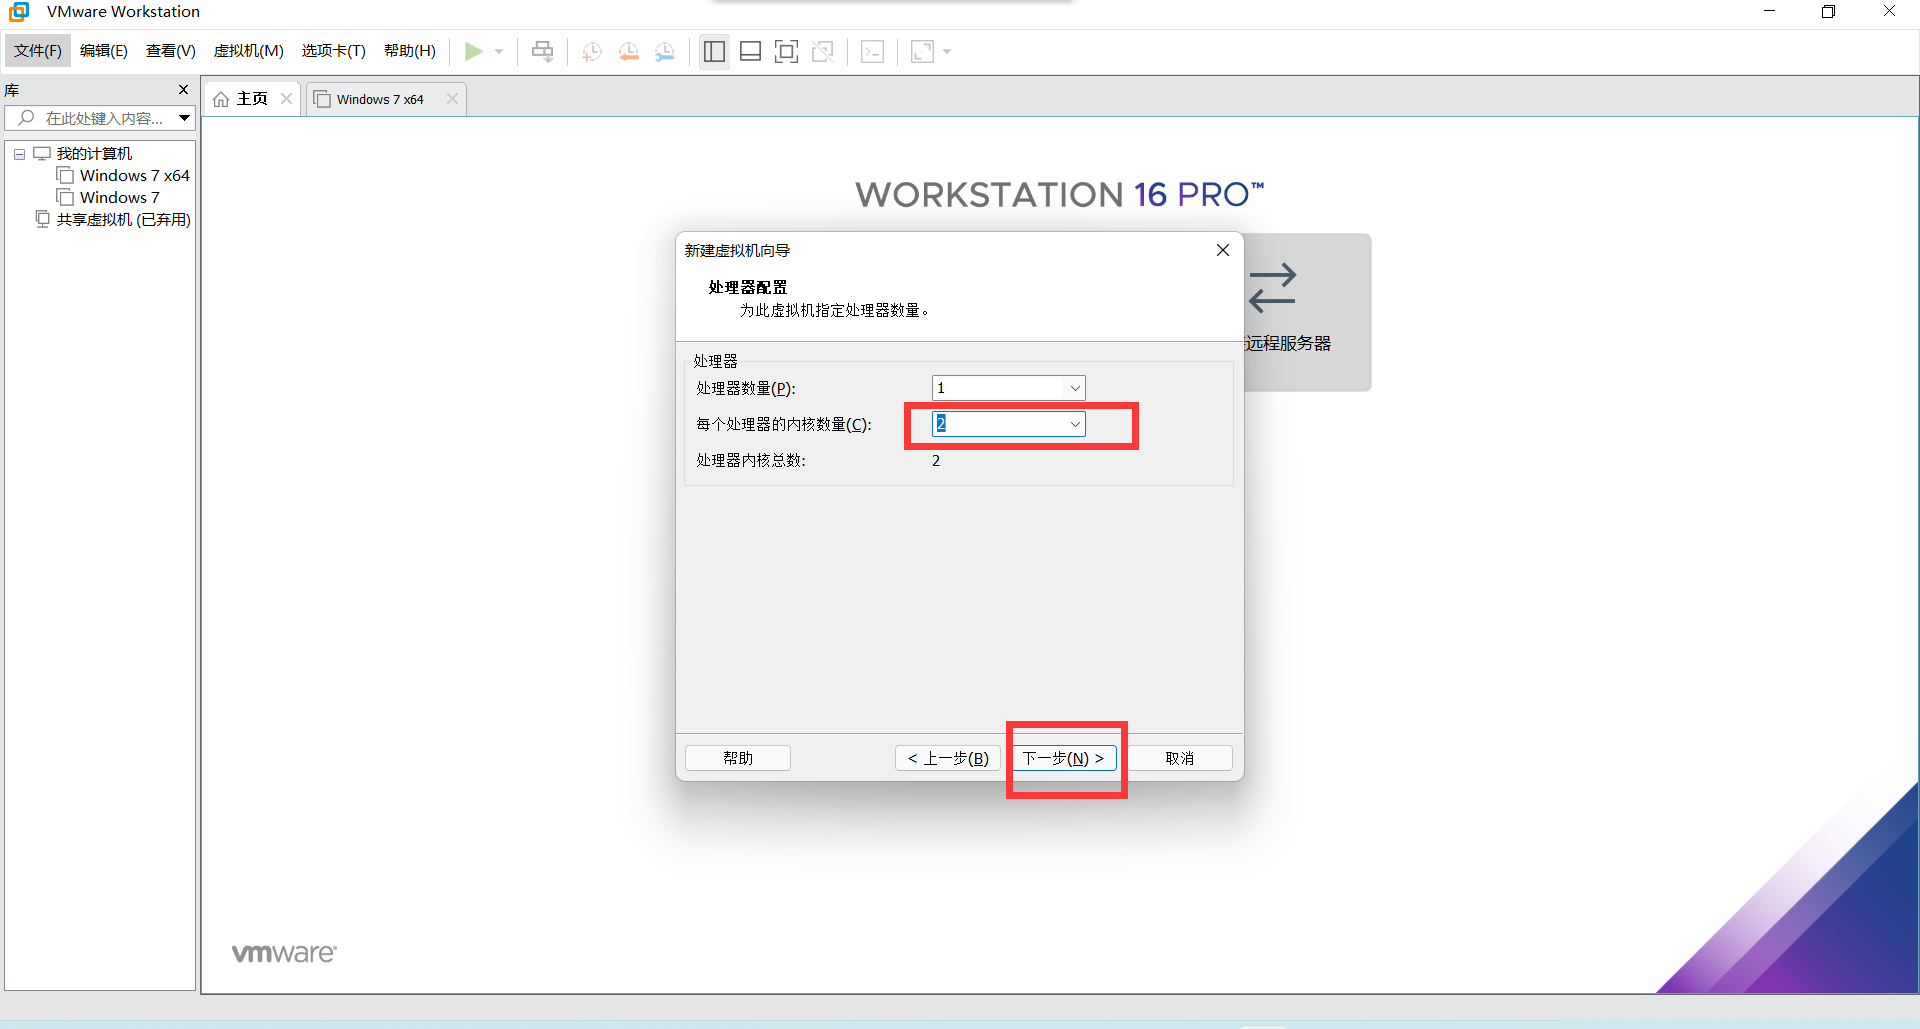 VMware Workstation
文件(F) 编辑(E) 查看(V) 虚拟机(M) 选项卡(T) 帮助(H)
库
在此处键入内容...
我的计算机
Windows 7 x64
Windows 7
共享虚拟机 (已弃用)
主页
Windows 7 x64
WORKSTATION 16 PRO™
远程服务器
新建虚拟机向导
处理器配置
为此虚拟机指定处理器数量。
处理器
处理器数量(P): 1
每个处理器的内核数量(C): 2
处理器内核总数: 2
帮助
< 上一步(B)
下一步(N) >
取消
vmware